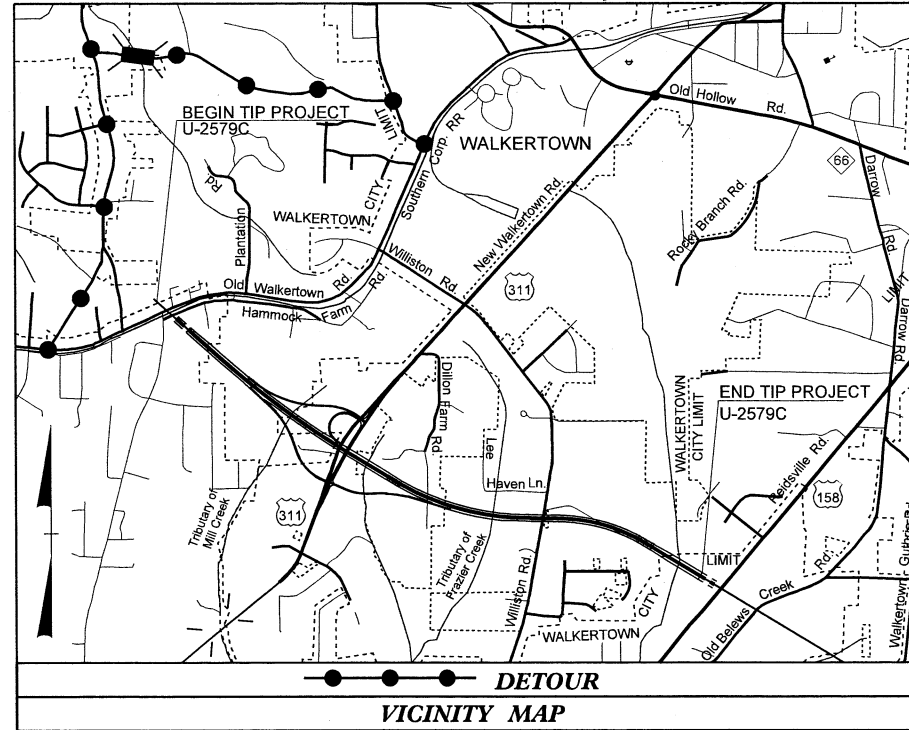 BEGIN TIP PROJECT
U-2579C
LIMIT
CITY
Southern Corp. RR
WALKERTOWN
Old Hollow Rd.
66
Darrow Rd.
Rocky Branch Rd.
New Walkertown Rd.
311
Plantation Rd.
WALKERTOWN
Williston Rd.
Old Walkertown Rd.
Hammock Farm Rd.
LIMIT
Darrow Rd.
Dillon Farm Rd.
Lee Haven Ln.
WALKERTOWN
CITY LIMIT
END TIP PROJECT
U-2579C
Reidsville Rd.
158
311
Tributary of
Mill Creek
Tributary of
Frazier Creek
Williston Rd.
WALKERTOWN
CITY
LIMIT
Old Belews Creek Rd.
Walkertown
DETOUR
VICINITY MAP